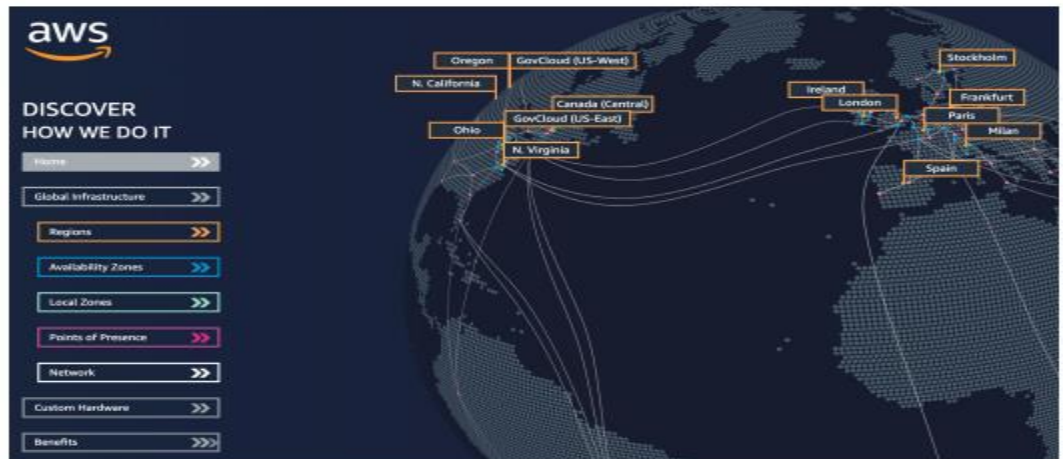 aws
DISCOVER
HOW WE DO IT
Home
Global Infrastructure
Regions
Availability Zones
Local Zones
Points of Presence
Network
Custom Hardware
Benefits
Oregon
GovCloud (US-West)
N. California
Canada (Central)
GovCloud (US-East)
Ohio
N. Virginia
Stockholm
Ireland
London
Frankfurt
Paris
Milan
Spain